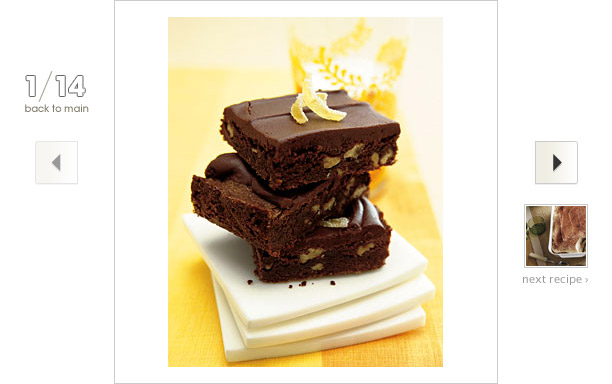 1/14
back to main
next recipe ›